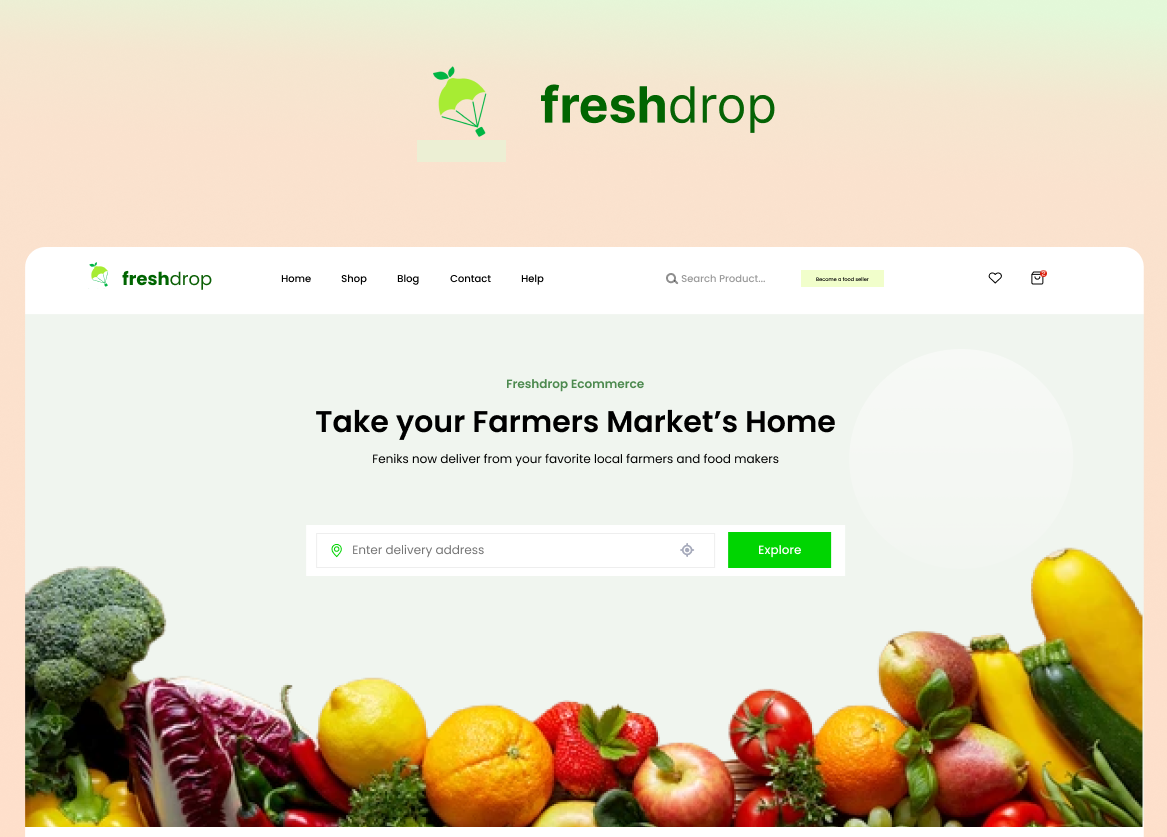 freshdrop
freshdrop
Home Shop Blog Contact Help
Search Product...
Become a food seller
Freshdrop Ecommerce
Take your Farmers Market’s Home
Feniks now deliver from your favorite local farmers and food makers
Enter delivery address
Explore